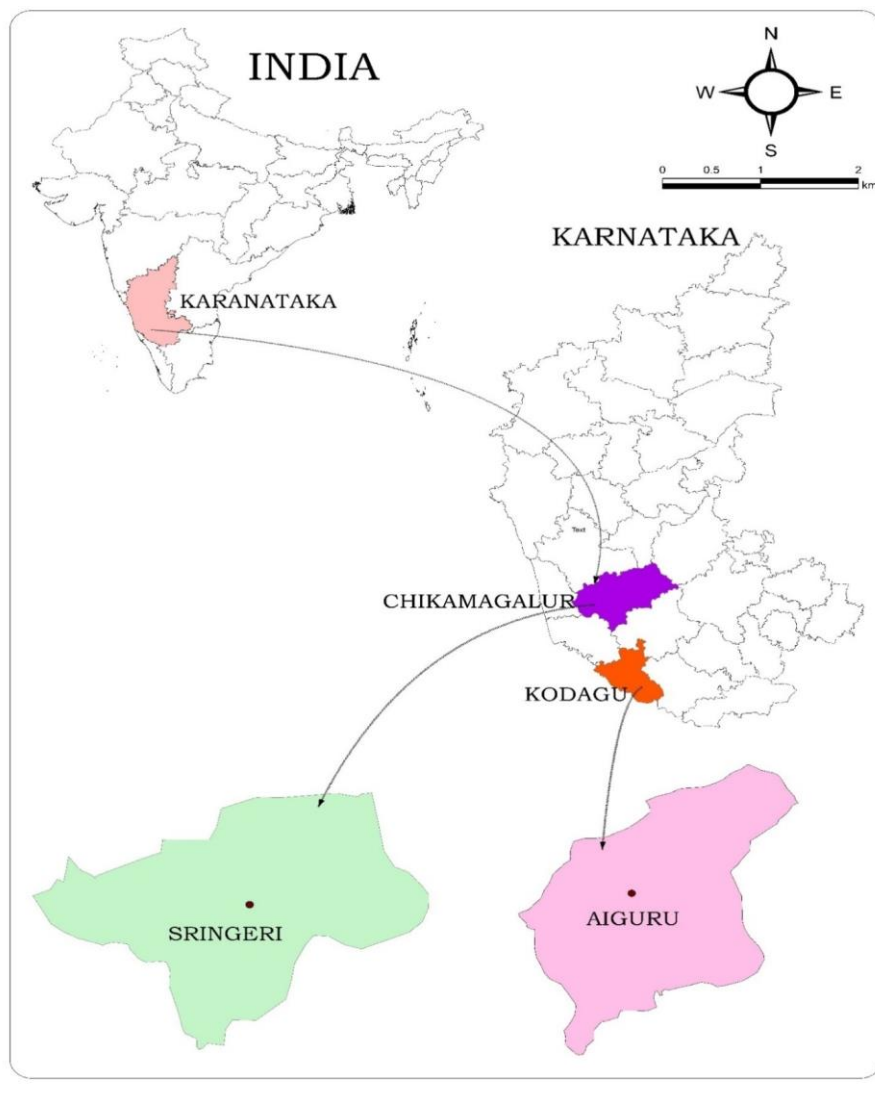 INDIA
N
W E
S
0 0.5 1 2
km
KARNATAKA
KARANATAKA
Text
CHIKAMAGALUR
KODAGU
SRINGERI
AIGURU